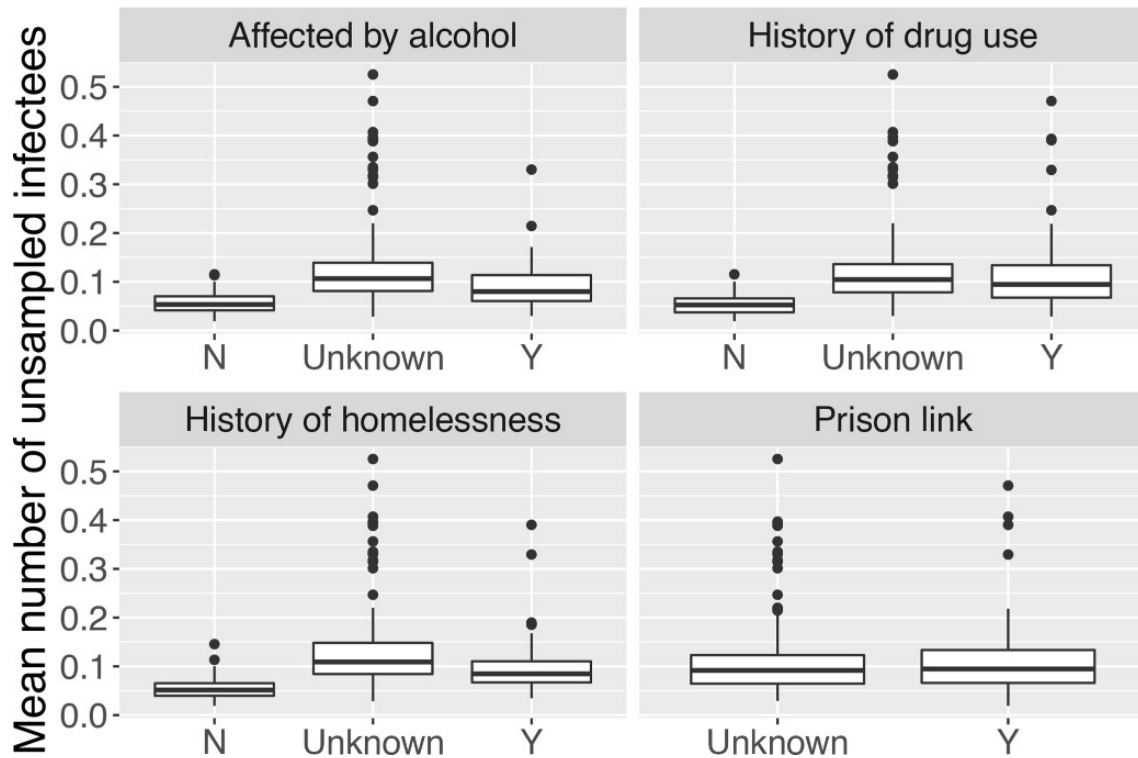 Mean number of unsampled infectees
Affected by alcohol
0.5
0.4
0.3
0.2
0.1
0.0
N Unknown Y
History of drug use
N Unknown Y
History of homelessness
0.5
0.4
0.3
0.2
0.1
0.0
N Unknown Y
Prison link
Unknown Y